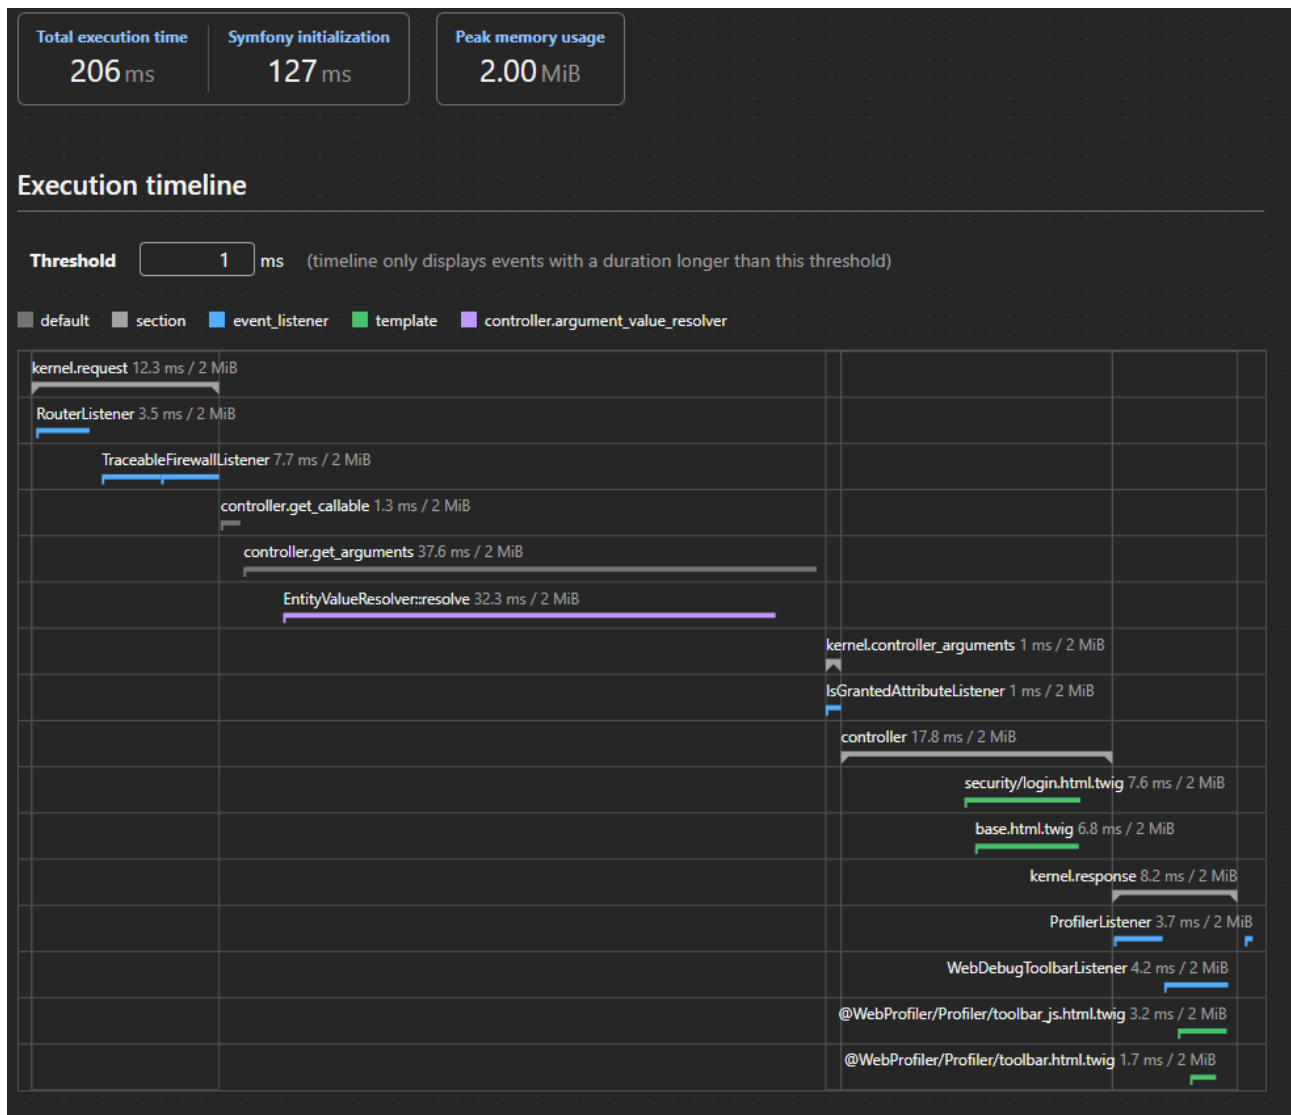 Total execution time Symfony initialization Peak memory usage
206 ms 127 ms 2.00 MiB
Execution timeline
Threshold 1 ms (timeline only displays events with a duration longer than this threshold)
default section event_listener template controller.argument_value_resolver
kernel.request 12.3 ms / 2 MiB
RouterListener 3.5 ms / 2 MiB
TraceableFirewallListener 7.7 ms / 2 MiB
controller.get_callable 1.3 ms / 2 MiB
controller.get_arguments 37.6 ms / 2 MiB
EntityValueResolver::resolve 32.3 ms / 2 MiB
kernel.controller_arguments 1 ms / 2 MiB
IsGrantedAttributeListener 1 ms / 2 MiB
controller 17.8 ms / 2 MiB
security/login.html.twig 7.6 ms / 2 MiB
base.html.twig 6.8 ms / 2 MiB
kernel.response 8.2 ms / 2 MiB
ProfilerListener 3.7 ms / 2 MiB
WebDebugToolbarListener 4.2 ms / 2 MiB
@WebProfiler/Profiler/toolbar_js.html.twig 3.2 ms / 2 MiB
@WebProfiler/Profiler/toolbar.html.twig 1.7 ms / 2 MiB